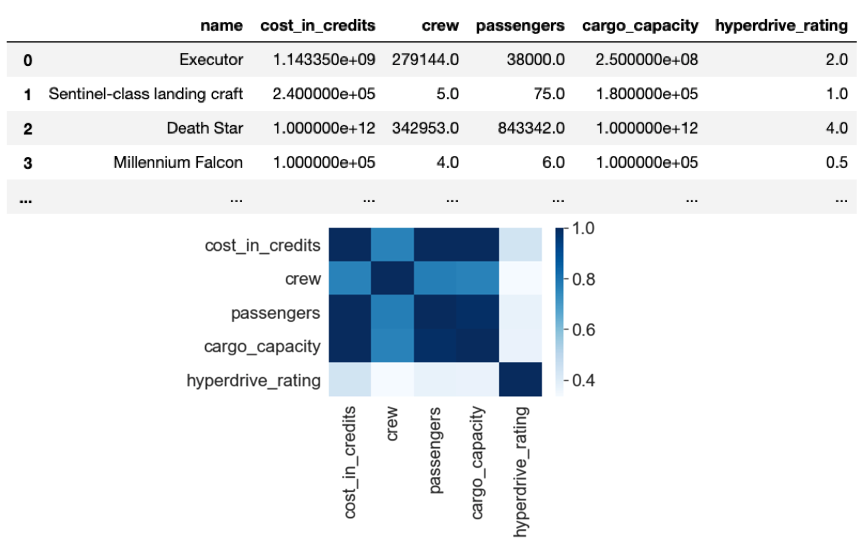 name cost_in_credits crew passengers cargo_capacity hyperdrive_rating
0 Executor 1.143350e+09 279144.0 38000.0 2.500000e+08 2.0
1 Sentinel-class landing craft 2.400000e+05 5.0 75.0 1.800000e+05 1.0
2 Death Star 1.000000e+12 342953.0 843342.0 1.000000e+12 4.0
3 Millennium Falcon 1.000000e+05 4.0 6.0 1.000000e+05 0.5
... ... ... ... ... ... ...
cost_in_credits
crew
passengers
cargo_capacity
hyperdrive_rating
1.0
0.8
0.6
0.4
cost_in_credits
crew
passengers
cargo_capacity
hyperdrive_rating